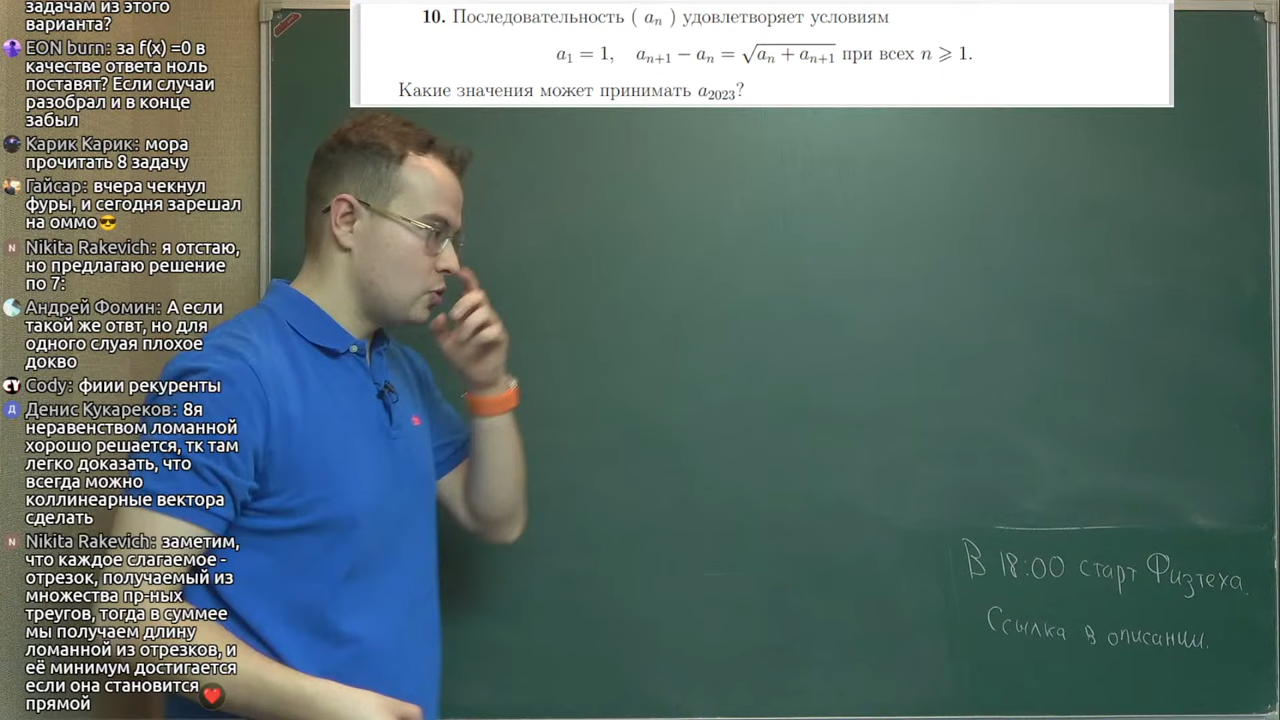 задачам из этого
варианта?
EON burn: за f(x) =0 в
качестве ответа ноль
поставят? Если случаи
разобрал и в конце
забыл
Карик Карик: мора
прочитать 8 задачу
Гайсар: вчера чекнул
фуры, и сегодня зарешал
на оммо😎
N Nikita Rakevich: я отстаю,
но предлагаю решение
по 7:
Андрей Фомин: А если
такой же отвт, но для
одного слуая плохое
докво
Cody: фиии рекуренты
Д Денис Кукареков: 8я
неравенством ломанной
хорошо решается, тк там
легко доказать, что
всегда можно
коллинеарные вектора
сделать
N Nikita Rakevich: заметим,
что каждое слагаемое -
отрезок, получаемый из
множества пр-ных
треугов, тогда в суммее
мы получаем длину
ломанной из отрезков, и
её минимум достигается
если она становится
прямой
10. Последовательность ( aₙ ) удовлетворяет условиям
a₁ = 1, aₙ₊₁ − aₙ = √(aₙ + aₙ₊₁) при всех n ⩾ 1.
Какие значения может принимать a₂₀₂₃?
В 18:00 старт Физтеха.
Ссылка в описании.